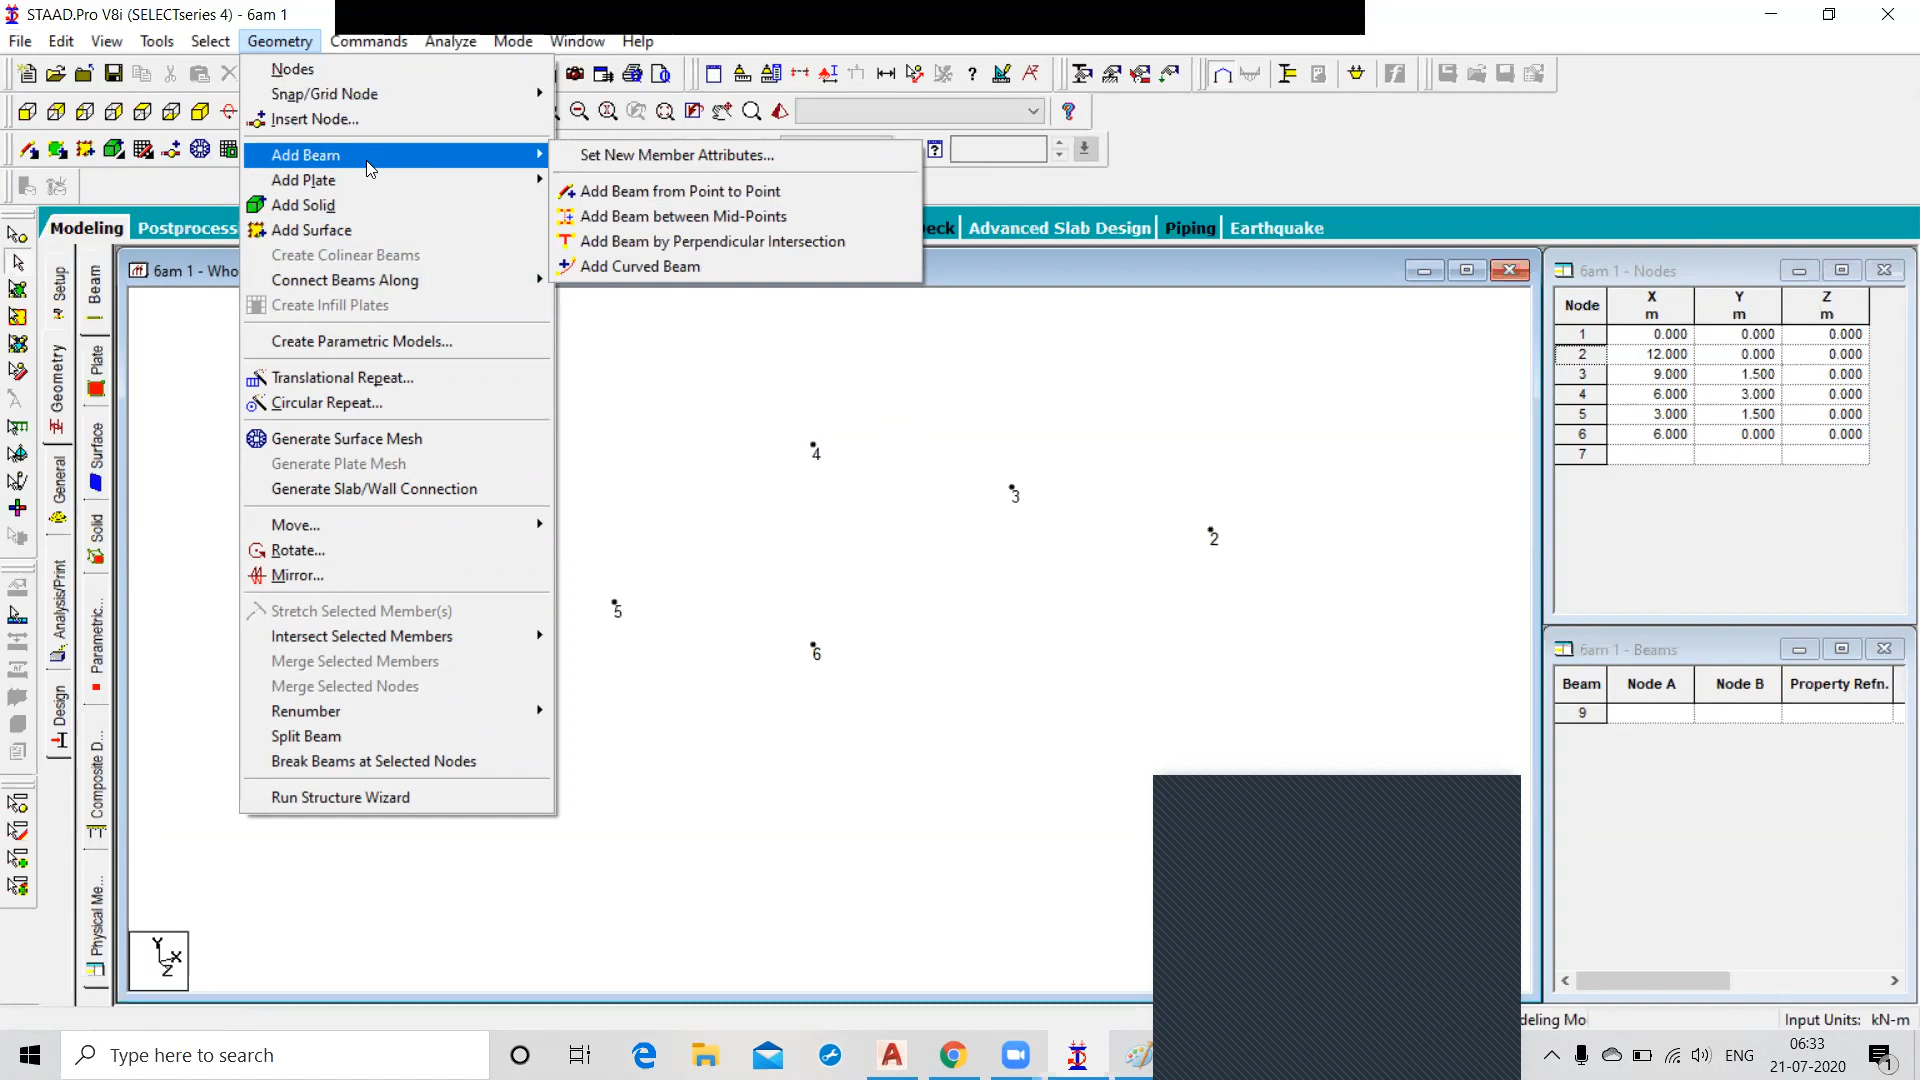 STAAD.Pro V8i (SELECTseries 4) - 6am 1
File Edit View Tools Select Geometry Commands Analyze Mode Window Help
Nodes
Snap/Grid Node
Insert Node...
Add Beam
Add Plate
Add Solid
Add Surface
Create Colinear Beams
Connect Beams Along
Create Infill Plates
Create Parametric Models...
Translational Repeat...
Circular Repeat...
Generate Surface Mesh
Generate Plate Mesh
Generate Slab/Wall Connection
Move...
Rotate...
Mirror...
Stretch Selected Member(s)
Intersect Selected Members
Merge Selected Members
Merge Selected Nodes
Renumber
Split Beam
Break Beams at Selected Nodes
Run Structure Wizard
Set New Member Attributes...
Add Beam from Point to Point
Add Beam between Mid-Points
Add Beam by Perpendicular Intersection
Add Curved Beam
Modeling Postprocess eck Advanced Slab Design Piping Earthquake
6am 1 - Who
Setup
Geometry
General
Analysis/Print
Design
Beam
Plate
Surface
Solid
Parametric...
Composite D...
Physical Me...
4
3
2
5
6
Y
X
Z
6am 1 - Nodes
Node X m Y m Z m
1 0.000 0.000 0.000
2 12.000 0.000 0.000
3 9.000 1.500 0.000
4 6.000 3.000 0.000
5 3.000 1.500 0.000
6 6.000 0.000 0.000
7
6am 1 - Beams
Beam Node A Node B Property Refn.
9
deling Mo Input Units: kN-m
Type here to search
ENG
06:33
21-07-2020
1